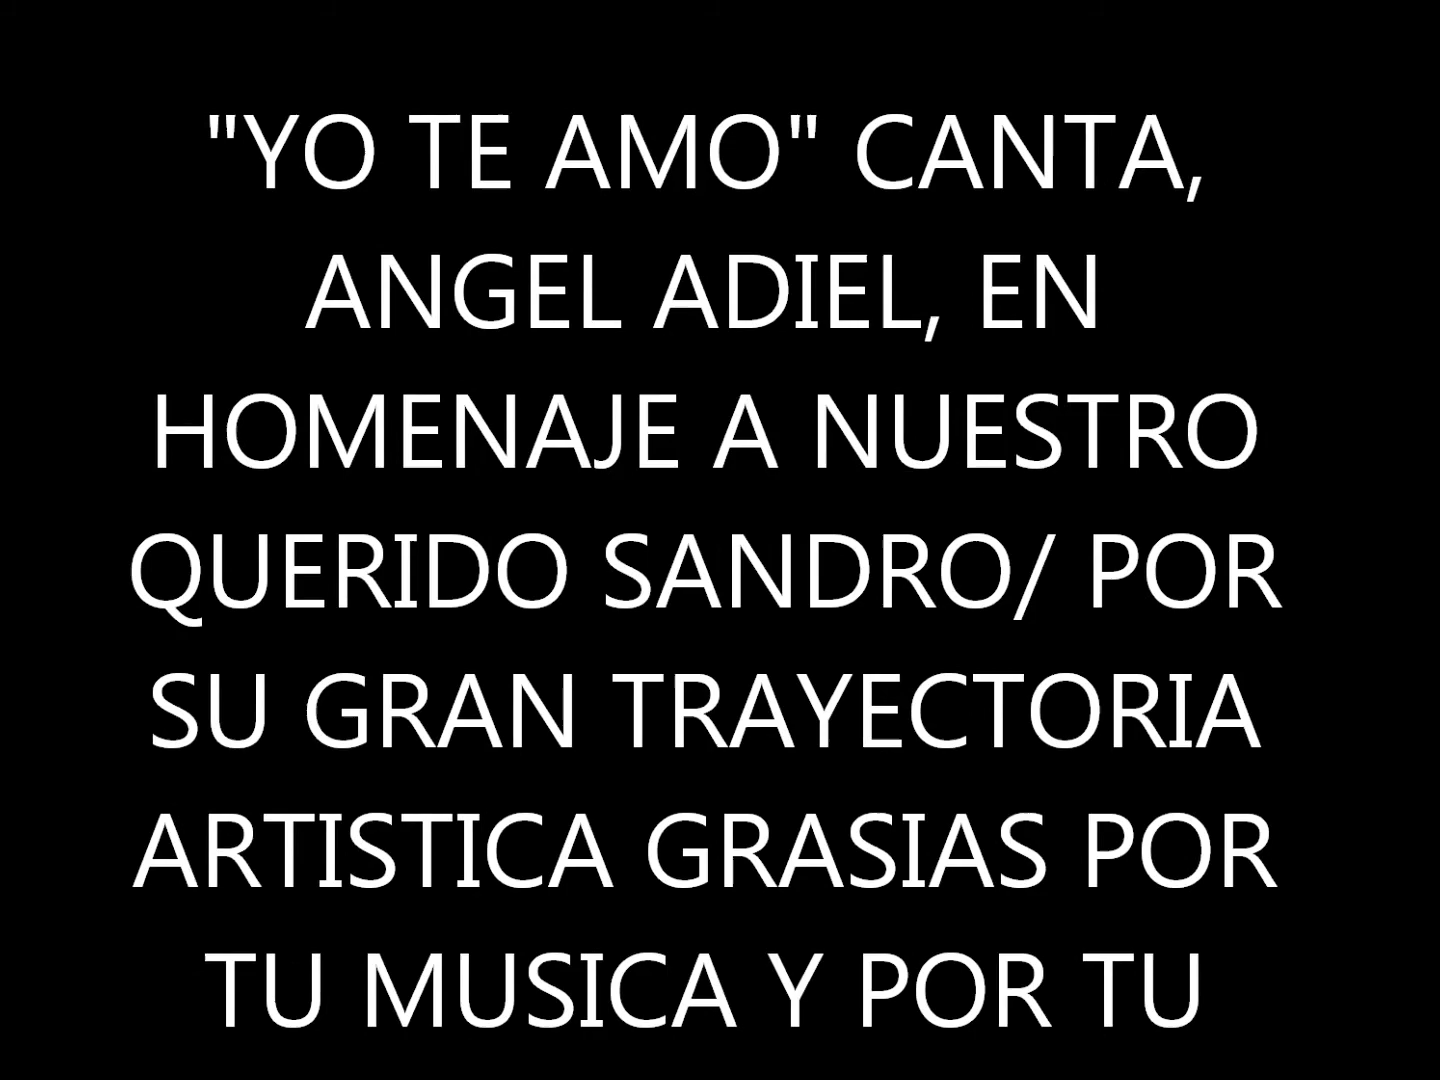 "YO TE AMO" CANTA,
ANGEL ADIEL, EN
HOMENAJE A NUESTRO
QUERIDO SANDRO/ POR
SU GRAN TRAYECTORIA
ARTISTICA GRASIAS POR
TU MUSICA Y POR TU